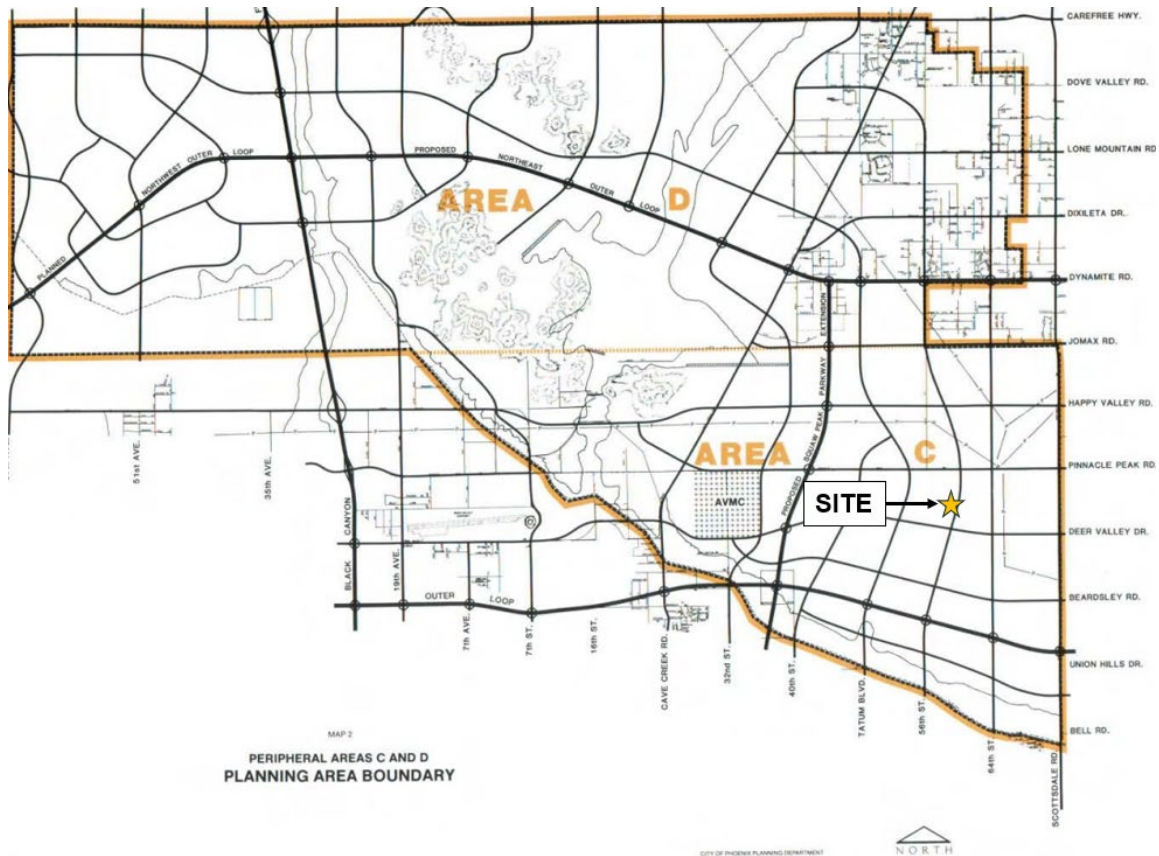 CAREFREE HWY.
DOVE VALLEY RD.
LONE MOUNTAIN RD
DIXILETA DR.
DYNAMITE RD.
JOMAX RD.
HAPPY VALLEY RD.
PINNACLE PEAK RD.
DEER VALLEY DR.
BEARDSLEY RD.
UNION HILLS DR.
BELL RD.
PLANNED NORTHWEST OUTER LOOP
PROPOSED NORTHEAST OUTER LOOP
AREA D
PROPOSED SQUAW PEAK PARKWAY EXTENSION
AREA C
AVMC
SITE
51st AVE.
35th AVE.
BLACK CANYON
19th AVE.
OUTER LOOP
7th AVE.
7th ST.
16th ST.
CAVE CREEK RD.
32nd ST.
40th ST.
TATUM BLVD.
56th ST.
64th ST.
SCOTTSDALE RD.
MAP 2
PERIPHERAL AREAS C AND D
PLANNING AREA BOUNDARY
CITY OF PHOENIX PLANNING DEPARTMENT
NORTH